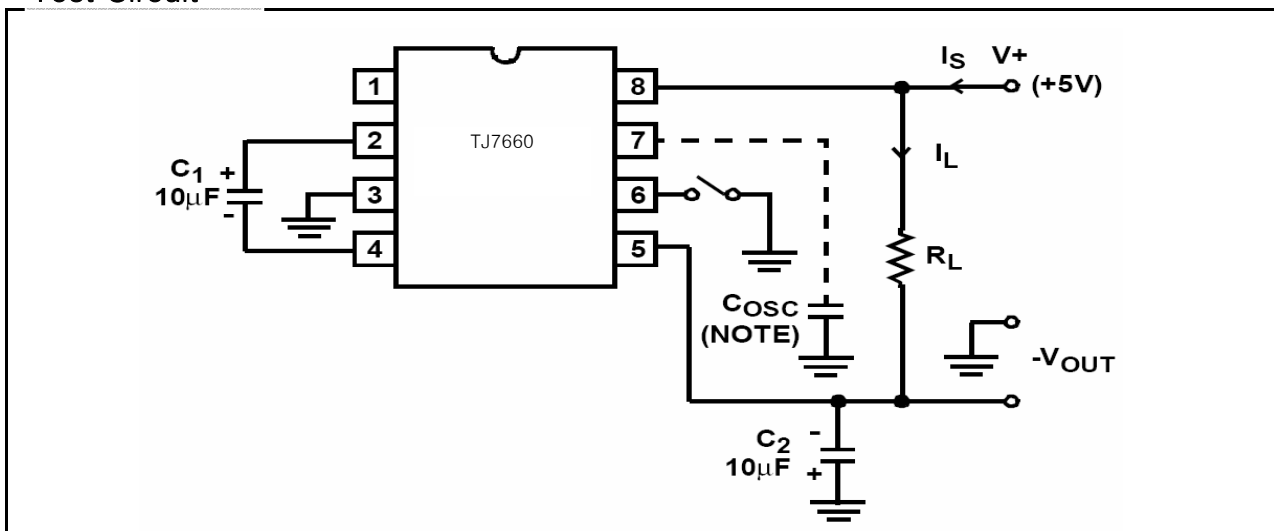 Test Circuit
IS V+
(+5V)
1
8
2
TJ7660
7
C1 +
10µF
-
IL
3
6
4
5
RL
COSC
(NOTE)
-VOUT
C2 -
10µF +